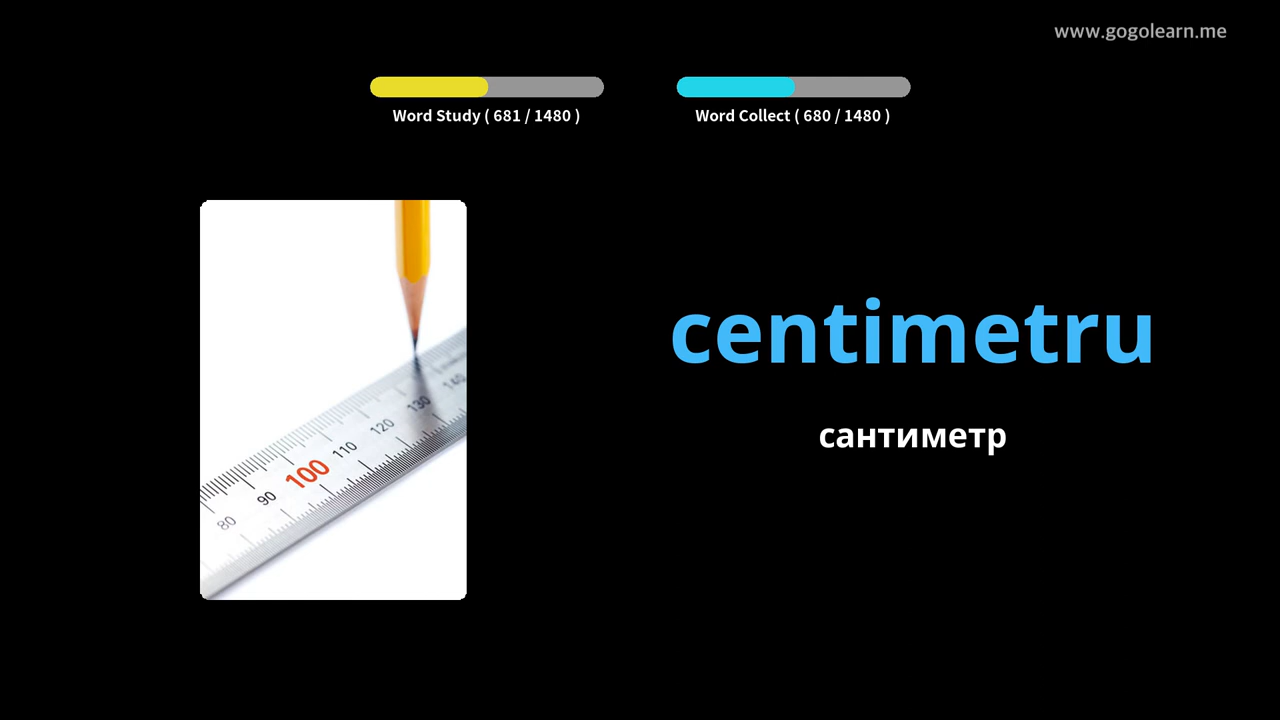 www.gogolearn.me
Word Study ( 681 / 1480 )
Word Collect ( 680 / 1480 )
centimetru
сантиметр
80
90
100
110
120
130
140